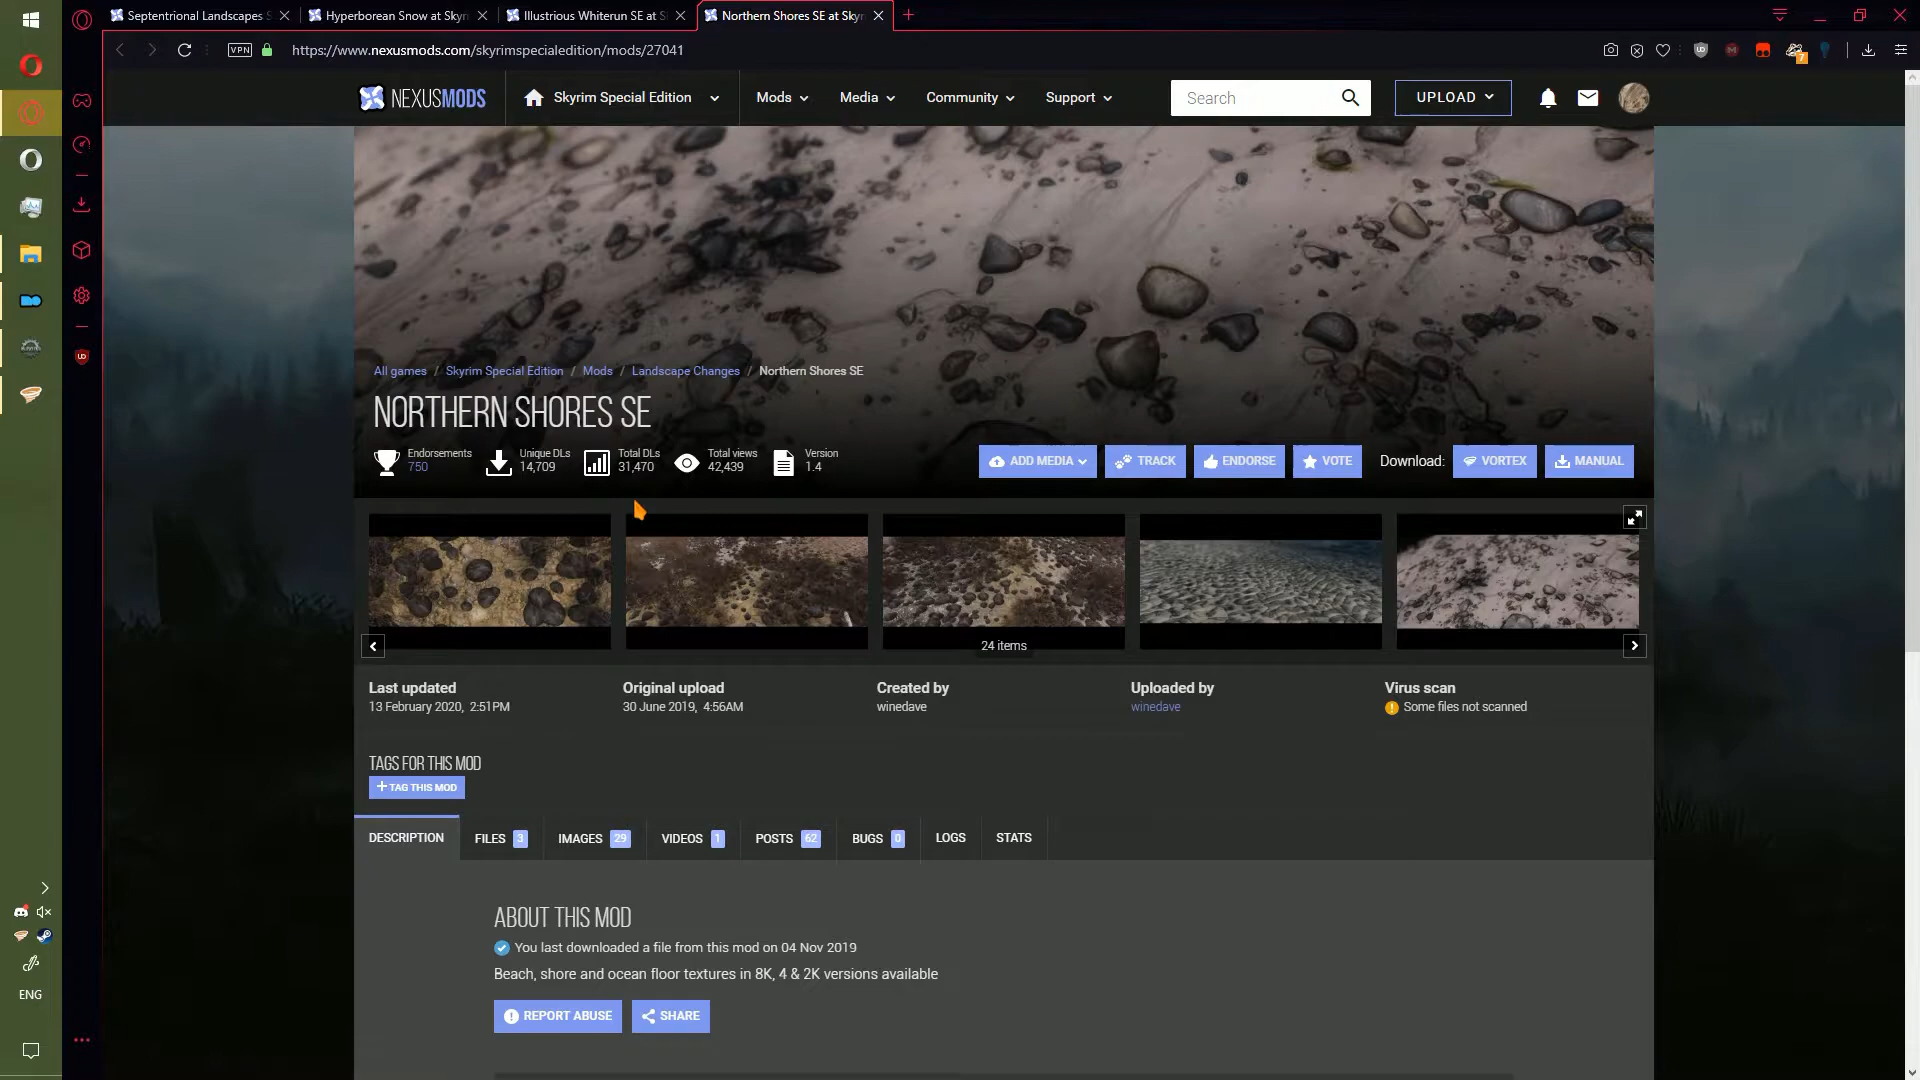 Septentrional Landscapes S
Hyperborean Snow at Skyri
Illustrious Whiterun SE at S
Northern Shores SE at Skyr
VPN
https://www.nexusmods.com/skyrimspecialedition/mods/27041
7
NEXUSMODS
Skyrim Special Edition
Mods
Media
Community
Support
Search
UPLOAD
All games / Skyrim Special Edition / Mods / Landscape Changes / Northern Shores SE
NORTHERN SHORES SE
Endorsements
750
Unique DLs
14,709
Total DLs
31,470
Total views
42,439
Version
1.4
ADD MEDIA
TRACK
ENDORSE
VOTE
Download:
VORTEX
MANUAL
24 items
Last updated
13 February 2020, 2:51PM
Original upload
30 June 2019, 4:56AM
Created by
winedave
Uploaded by
winedave
Virus scan
Some files not scanned
TAGS FOR THIS MOD
+ TAG THIS MOD
DESCRIPTION
FILES 3
IMAGES 29
VIDEOS 1
POSTS 62
BUGS 0
LOGS
STATS
ABOUT THIS MOD
You last downloaded a file from this mod on 04 Nov 2019
Beach, shore and ocean floor textures in 8K, 4 & 2K versions available
REPORT ABUSE
SHARE
ENG